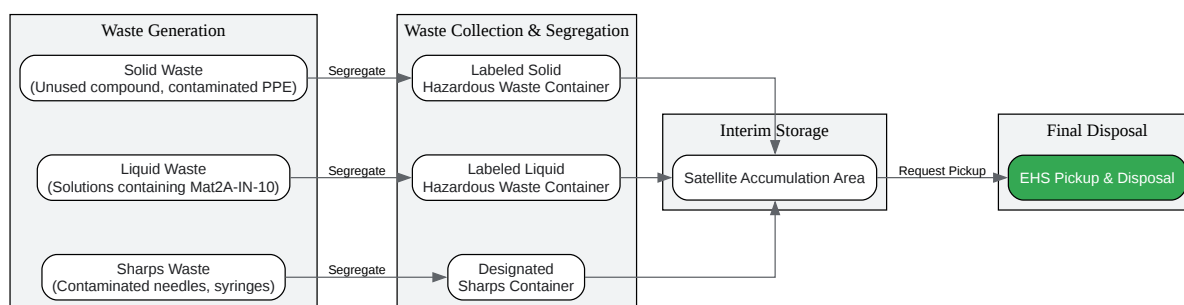 Waste Generation
Solid Waste
(Unused compound, contaminated PPE)
Liquid Waste
(Solutions containing Mat2A-IN-10)
Sharps Waste
(Contaminated needles, syringes)
Segregate
Segregate
Segregate
Waste Collection & Segregation
Labeled Solid
Hazardous Waste Container
Labeled Liquid
Hazardous Waste Container
Designated
Sharps Container
Interim Storage
Satellite Accumulation Area
Request Pickup
Final Disposal
EHS Pickup & Disposal